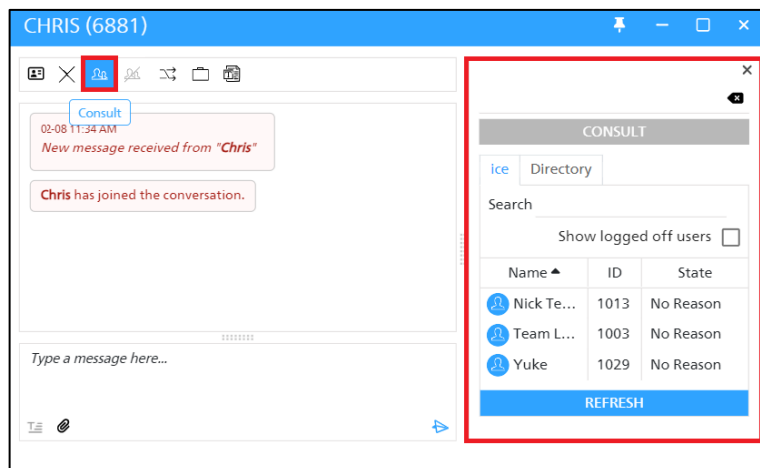 CHRIS (6881)
Consult
02-08 11:34 AM
New message received from "Chris"
Chris has joined the conversation.
Type a message here...
CONSULT
ice Directory
Search
Show logged off users
Name ID State
Nick Te... 1013 No Reason
Team L... 1003 No Reason
Yuke 1029 No Reason
REFRESH